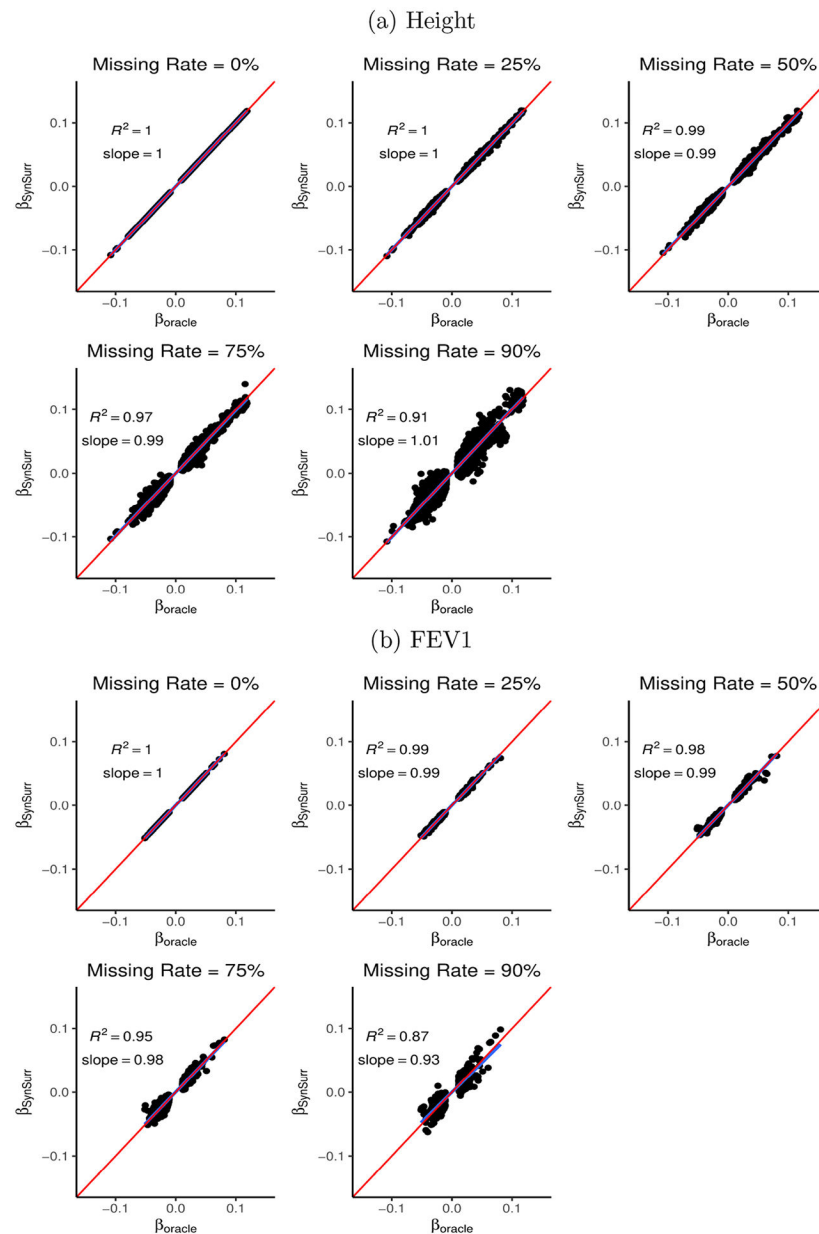 (a) Height
Missing Rate = 0%
R² = 1
slope = 1
0.1
0.0
−0.1
βSynSurr
−0.1 0.0 0.1
βoracle
Missing Rate = 25%
R² = 1
slope = 1
0.1
0.0
−0.1
βSynSurr
−0.1 0.0 0.1
βoracle
Missing Rate = 50%
R² = 0.99
slope = 0.99
0.1
0.0
−0.1
βSynSurr
−0.1 0.0 0.1
βoracle
Missing Rate = 75%
R² = 0.97
slope = 0.99
0.1
0.0
−0.1
βSynSurr
−0.1 0.0 0.1
βoracle
Missing Rate = 90%
R² = 0.91
slope = 1.01
0.1
0.0
−0.1
βSynSurr
−0.1 0.0 0.1
βoracle
(b) FEV1
Missing Rate = 0%
R² = 1
slope = 1
0.1
0.0
−0.1
βSynSurr
−0.1 0.0 0.1
βoracle
Missing Rate = 25%
R² = 0.99
slope = 0.99
0.1
0.0
−0.1
βSynSurr
−0.1 0.0 0.1
βoracle
Missing Rate = 50%
R² = 0.98
slope = 0.99
0.1
0.0
−0.1
βSynSurr
−0.1 0.0 0.1
βoracle
Missing Rate = 75%
R² = 0.95
slope = 0.98
0.1
0.0
−0.1
βSynSurr
−0.1 0.0 0.1
βoracle
Missing Rate = 90%
R² = 0.87
slope = 0.93
0.1
0.0
−0.1
βSynSurr
−0.1 0.0 0.1
βoracle